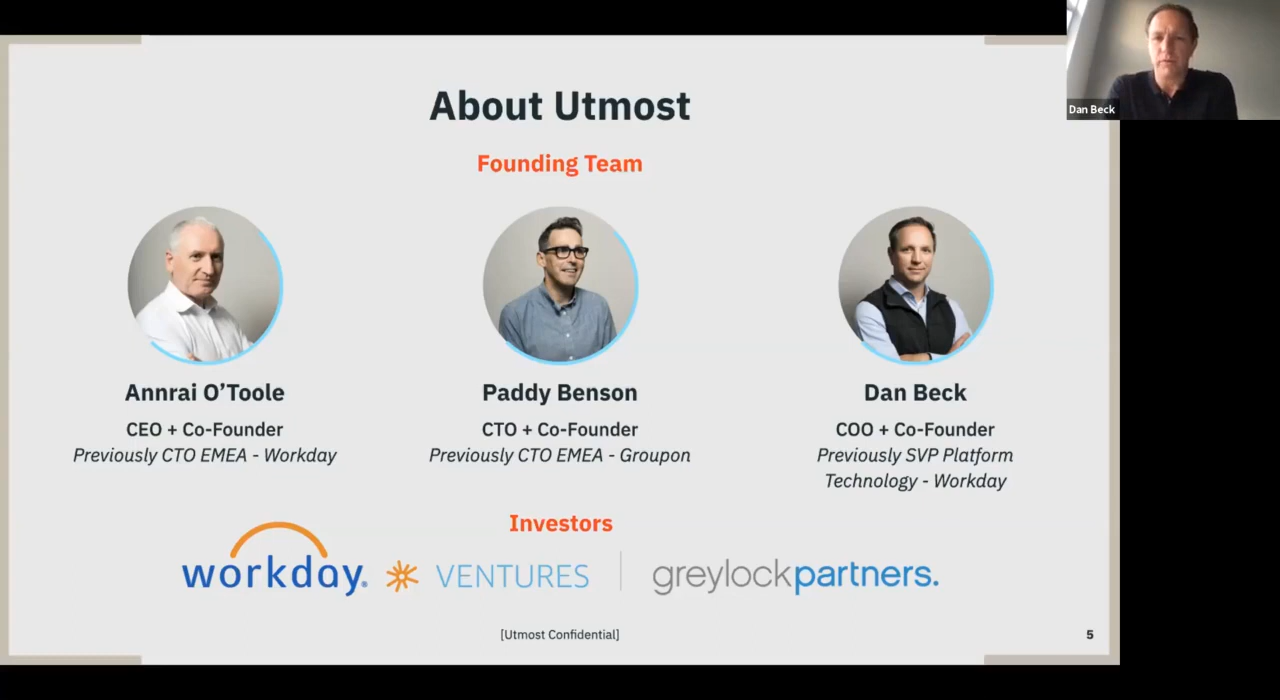 Dan Beck
About Utmost
Founding Team
Annrai O'Toole
CEO + Co-Founder
Previously CTO EMEA - Workday
Paddy Benson
CTO + Co-Founder
Previously CTO EMEA - Groupon
Dan Beck
COO + Co-Founder
Previously SVP Platform
Technology - Workday
Investors
workday® VENTURES
greylockpartners.
[Utmost Confidential]
5